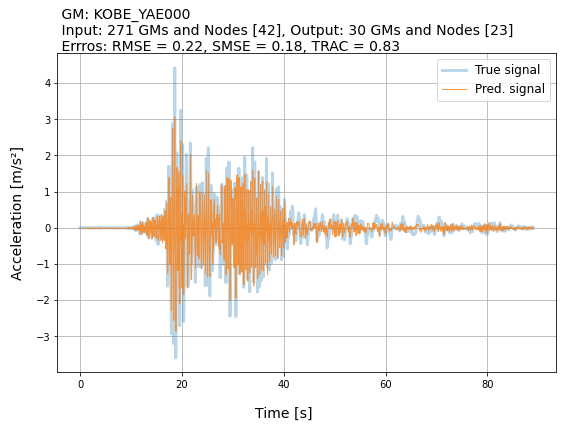 GM: KOBE_YAE000
Input: 271 GMs and Nodes [42], Output: 30 GMs and Nodes [23]
Errros: RMSE = 0.22, SMSE = 0.18, TRAC = 0.83
True signal
Pred. signal
4
3
2
1
0
−1
−2
−3
Acceleration [m/s²]
0 20 40 60 80
Time [s]